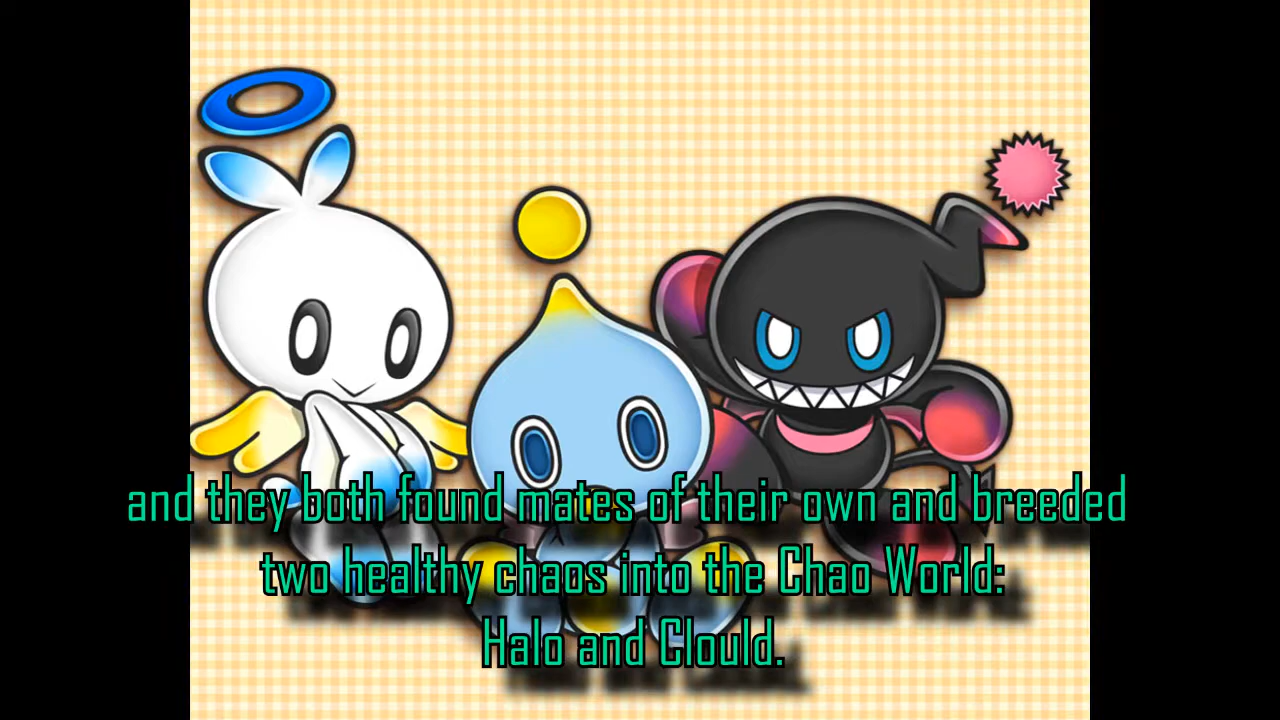 and they both found mates of their own and breeded
two healthy chaos into the Chao World:
Halo and Clould.